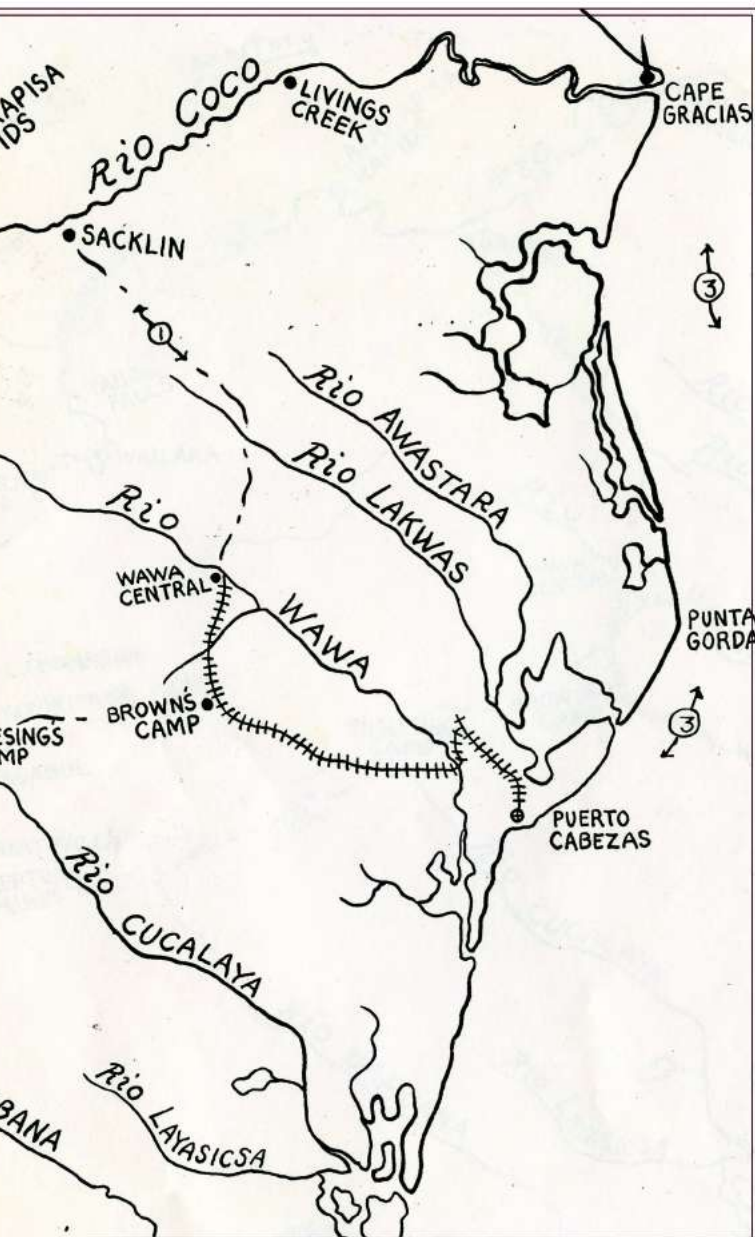 RIO COCO
LIVINGS
CREEK
CAPE
GRACIAS
SACKLIN
3
1
RIO AWASTARA
RIO LAKWAS
RIO WAWA
WAWA
CENTRAL
PUNTA
GORDA
BROWN'S
CAMP
3
PUERTO
CABEZAS
RIO CUCALAYA
RIO LAYASICSA